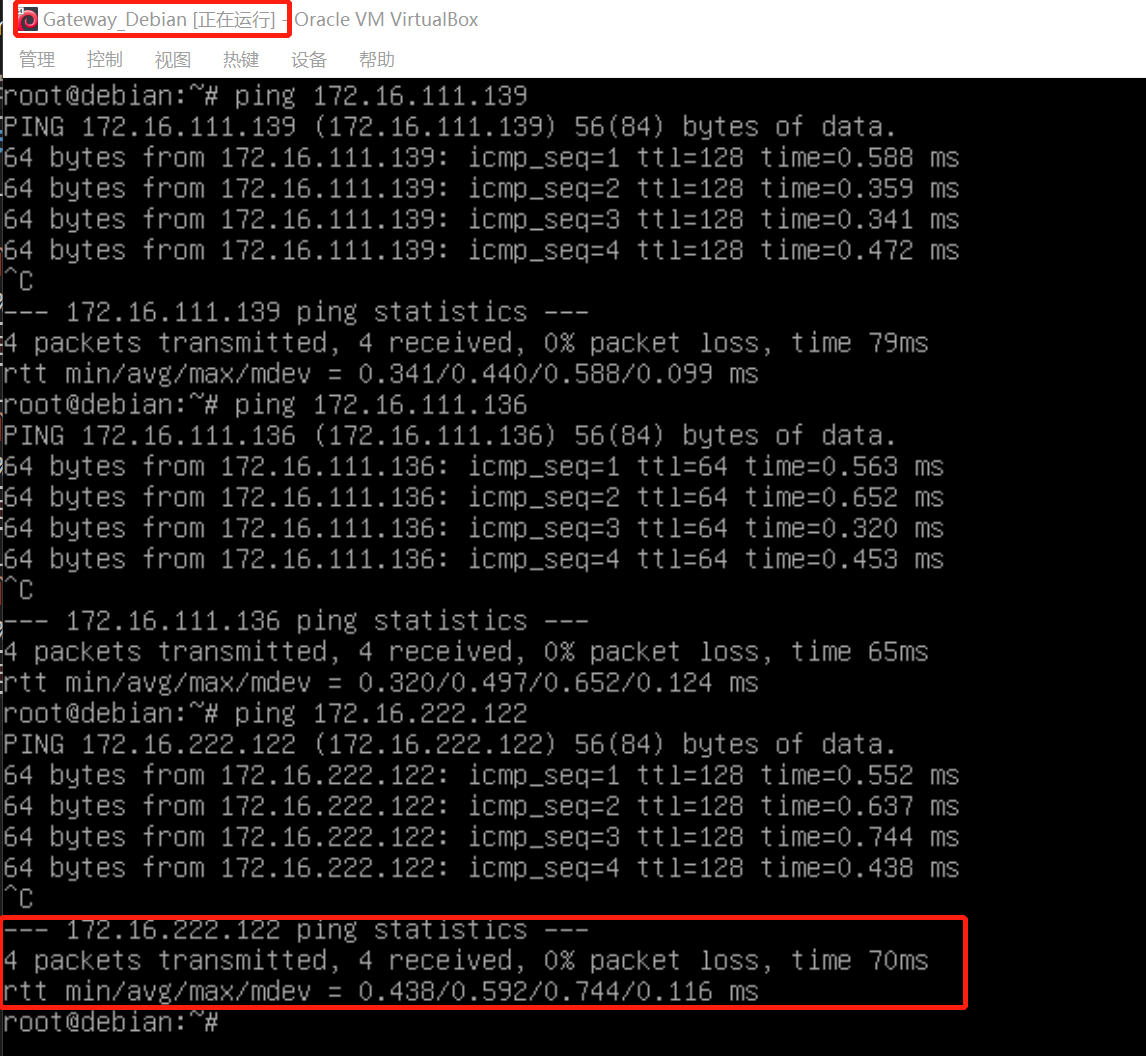 Gateway_Debian [正在运行] - Oracle VM VirtualBox
管理 控制 视图 热键 设备 帮助
root@debian:~# ping 172.16.111.139
PING 172.16.111.139 (172.16.111.139) 56(84) bytes of data.
64 bytes from 172.16.111.139: icmp_seq=1 ttl=128 time=0.588 ms
64 bytes from 172.16.111.139: icmp_seq=2 ttl=128 time=0.359 ms
64 bytes from 172.16.111.139: icmp_seq=3 ttl=128 time=0.341 ms
64 bytes from 172.16.111.139: icmp_seq=4 ttl=128 time=0.472 ms
^C
--- 172.16.111.139 ping statistics ---
4 packets transmitted, 4 received, 0% packet loss, time 79ms
rtt min/avg/max/mdev = 0.341/0.440/0.588/0.099 ms
root@debian:~# ping 172.16.111.136
PING 172.16.111.136 (172.16.111.136) 56(84) bytes of data.
64 bytes from 172.16.111.136: icmp_seq=1 ttl=64 time=0.563 ms
64 bytes from 172.16.111.136: icmp_seq=2 ttl=64 time=0.652 ms
64 bytes from 172.16.111.136: icmp_seq=3 ttl=64 time=0.320 ms
64 bytes from 172.16.111.136: icmp_seq=4 ttl=64 time=0.453 ms
^C
--- 172.16.111.136 ping statistics ---
4 packets transmitted, 4 received, 0% packet loss, time 65ms
rtt min/avg/max/mdev = 0.320/0.497/0.652/0.124 ms
root@debian:~# ping 172.16.222.122
PING 172.16.222.122 (172.16.222.122) 56(84) bytes of data.
64 bytes from 172.16.222.122: icmp_seq=1 ttl=128 time=0.552 ms
64 bytes from 172.16.222.122: icmp_seq=2 ttl=128 time=0.637 ms
64 bytes from 172.16.222.122: icmp_seq=3 ttl=128 time=0.744 ms
64 bytes from 172.16.222.122: icmp_seq=4 ttl=128 time=0.438 ms
^C
--- 172.16.222.122 ping statistics ---
4 packets transmitted, 4 received, 0% packet loss, time 70ms
rtt min/avg/max/mdev = 0.438/0.592/0.744/0.116 ms
root@debian:~#